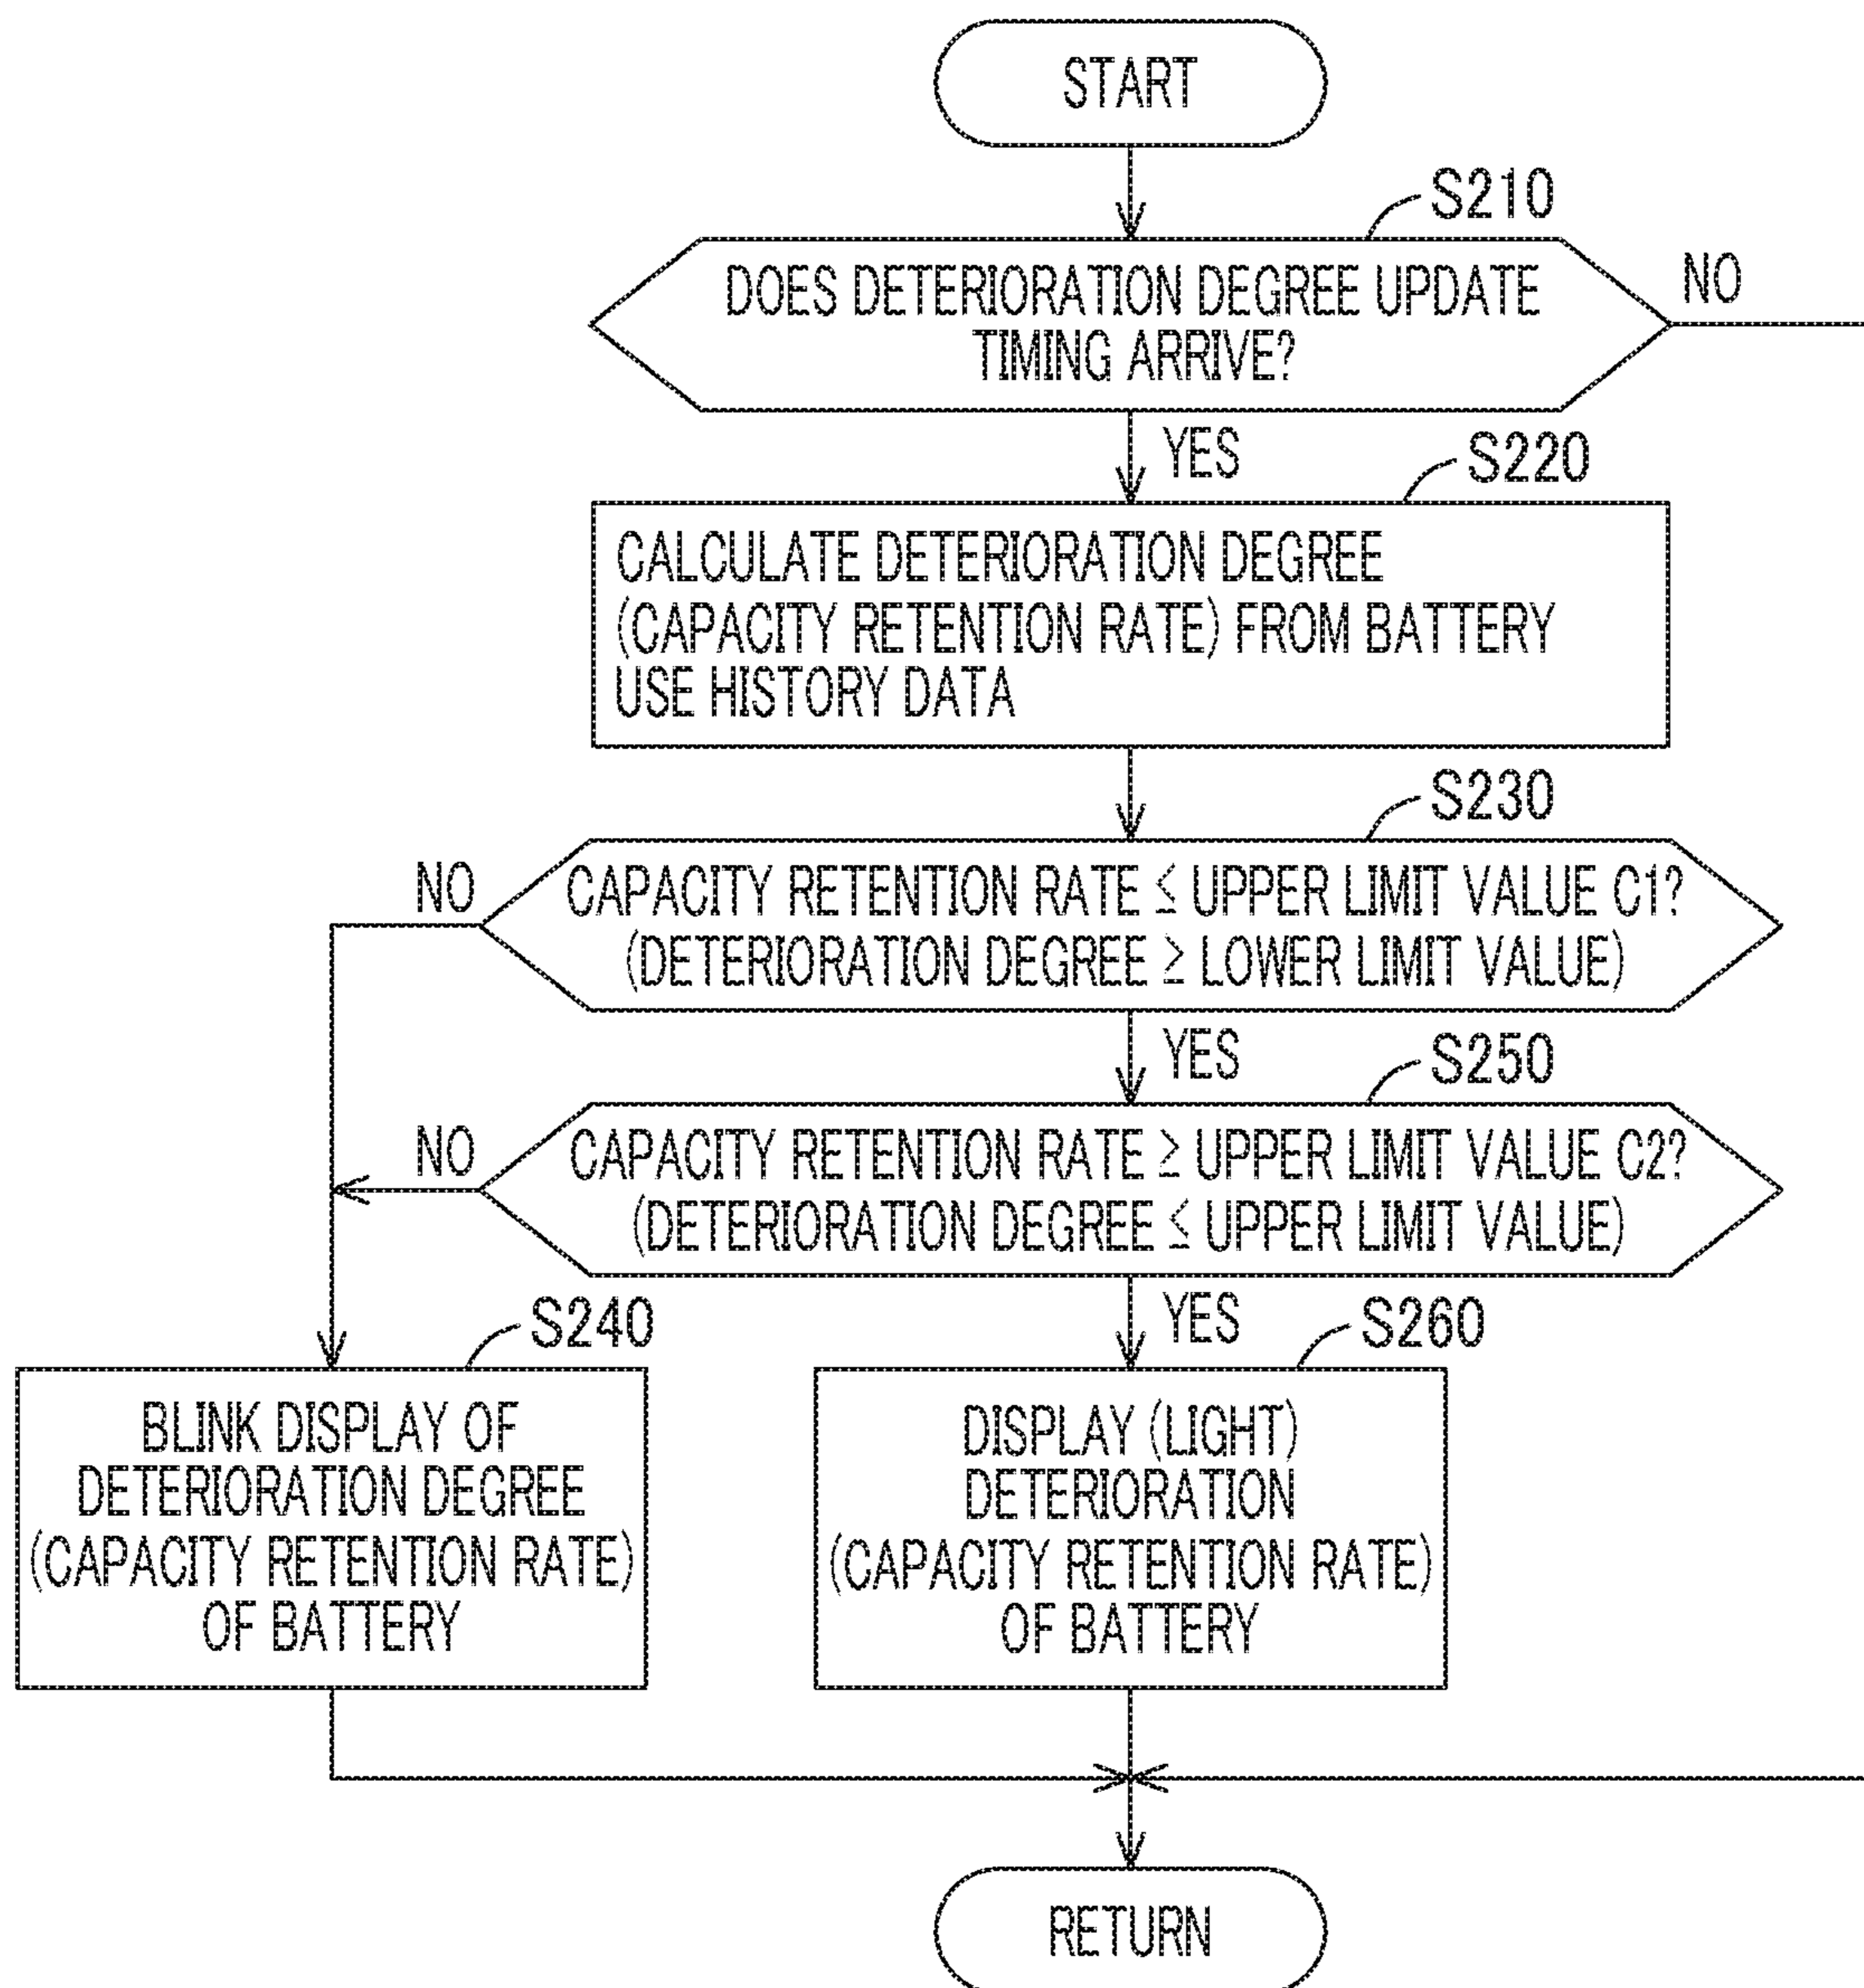 START
S210
DOES DETERIORATION DEGREE UPDATE
TIMING ARRIVE?
NO
YES
S220
CALCULATE DETERIORATION DEGREE
(CAPACITY RETENTION RATE) FROM BATTERY
USE HISTORY DATA
S230
NO
CAPACITY RETENTION RATE ≦ UPPER LIMIT VALUE C1?
(DETERIORATION DEGREE ≧ LOWER LIMIT VALUE)
YES
S250
NO
CAPACITY RETENTION RATE ≧ UPPER LIMIT VALUE C2?
(DETERIORATION DEGREE ≦ UPPER LIMIT VALUE)
YES
S240
BLINK DISPLAY OF
DETERIORATION DEGREE
(CAPACITY RETENTION RATE)
OF BATTERY
S260
DISPLAY (LIGHT)
DETERIORATION
(CAPACITY RETENTION RATE)
OF BATTERY
RETURN